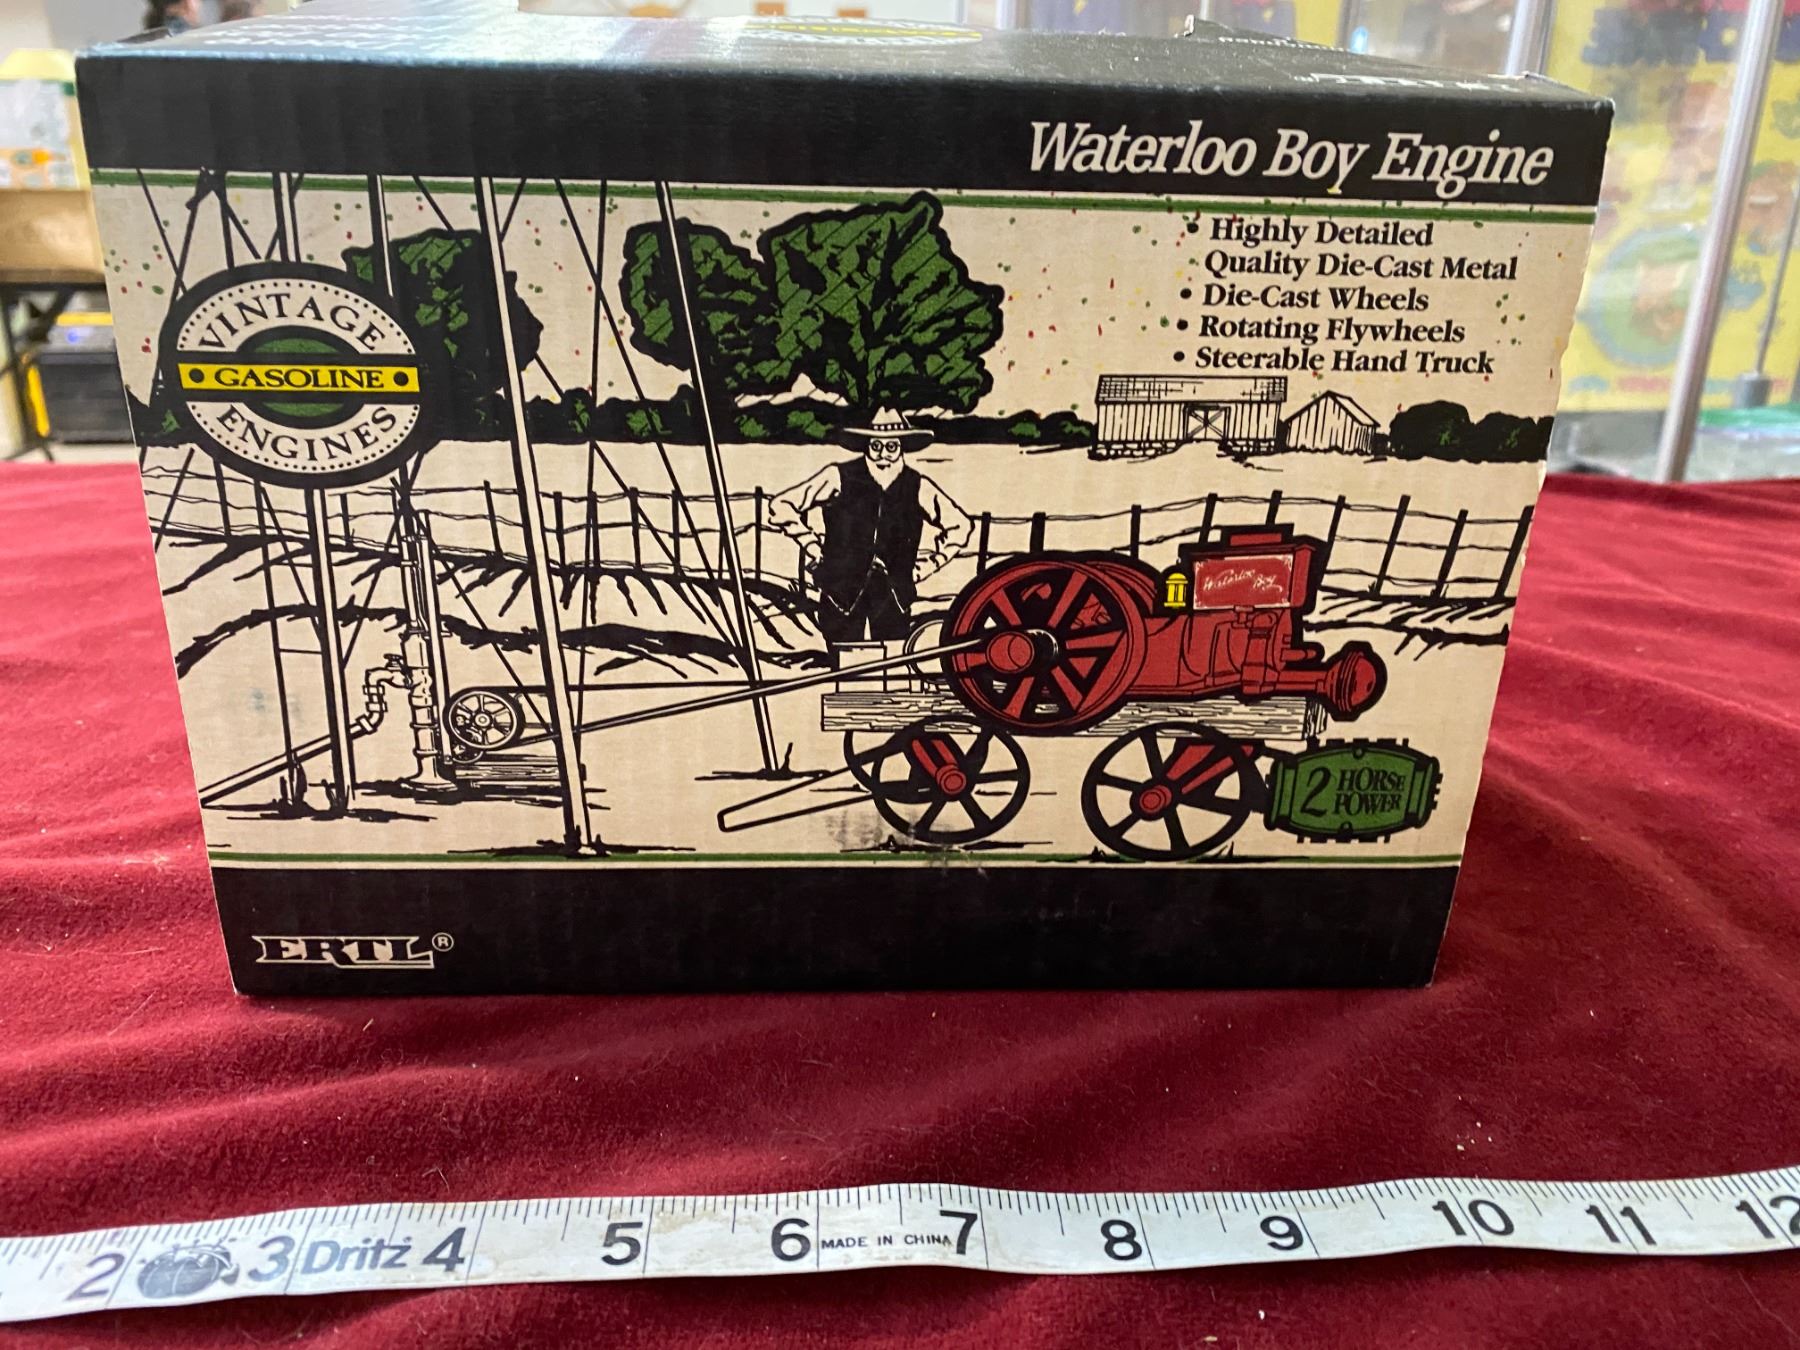 Waterloo Boy Engine
• Highly Detailed
Quality Die-Cast Metal
• Die-Cast Wheels
• Rotating Flywheels
• Steerable Hand Truck
VINTAGE
• GASOLINE •
ENGINES
Waterloo Boy
2 HORSE
POWER
ERTL®
2 3 Dritz 4 5 6 MADE IN CHINA 7 8 9 10 11 12